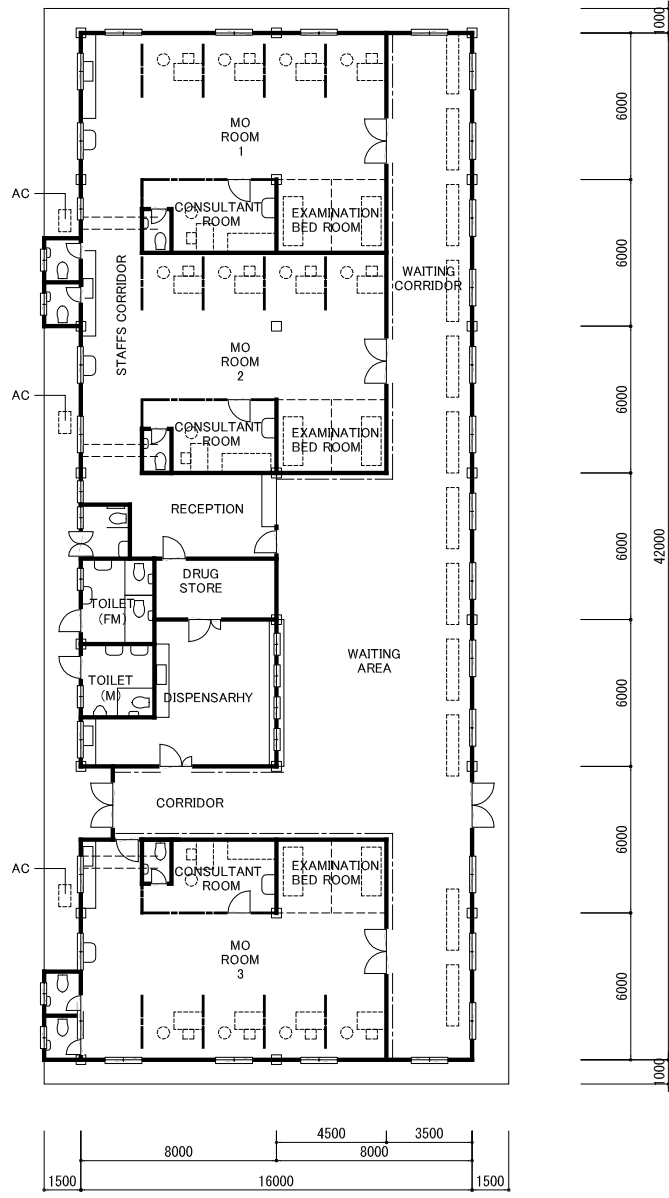 1000
MO
ROOM
1
6000
AC
CONSULTANT
ROOM
EXAMINATION
BED ROOM
STAFFS CORRIDOR
WAITING
CORRIDOR
6000
MO
ROOM
2
AC
6000
CONSULTANT
ROOM
EXAMINATION
BED ROOM
RECEPTION
6000
42000
DRUG
STORE
TOILET
(FM)
WAITING
AREA
TOILET
(M)
DISPENSARHY
6000
CORRIDOR
AC
CONSULTANT
ROOM
EXAMINATION
BED ROOM
6000
MO
ROOM
3
6000
1000
4500
3500
8000
8000
1500
16000
1500